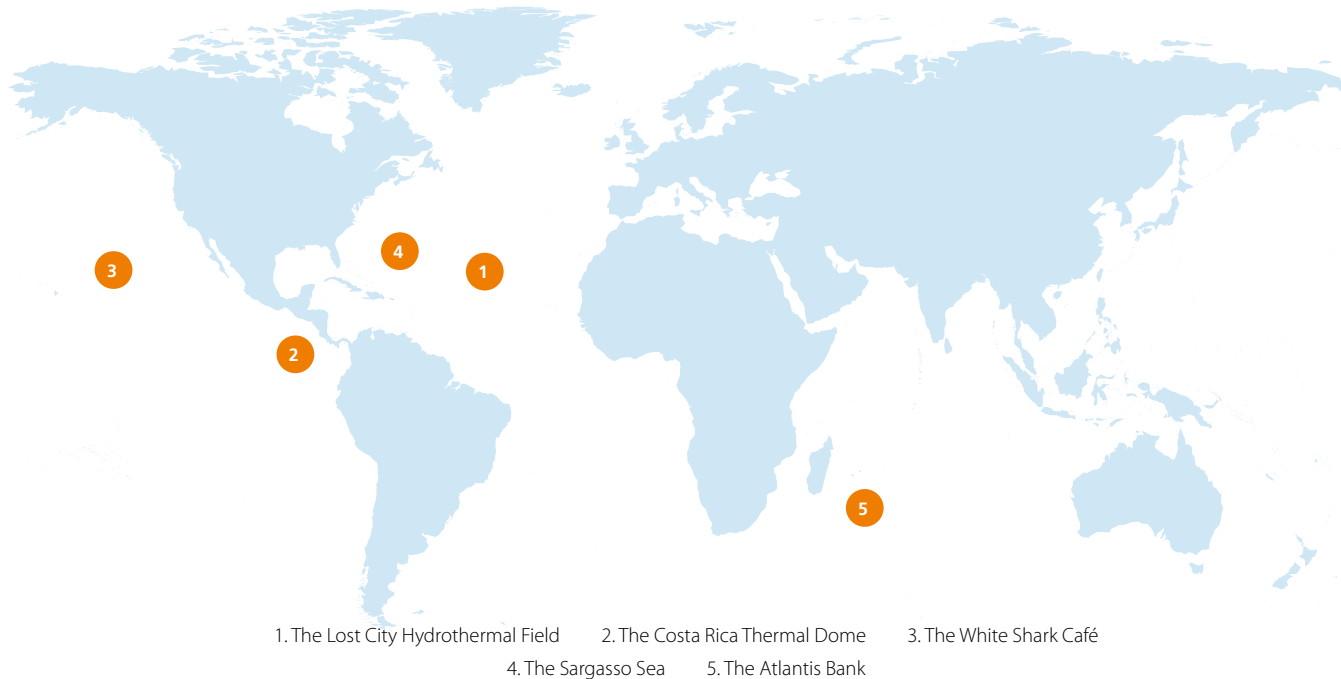 4
3
1
2
5
1. The Lost City Hydrothermal Field 2. The Costa Rica Thermal Dome 3. The White Shark Café
4. The Sargasso Sea 5. The Atlantis Bank